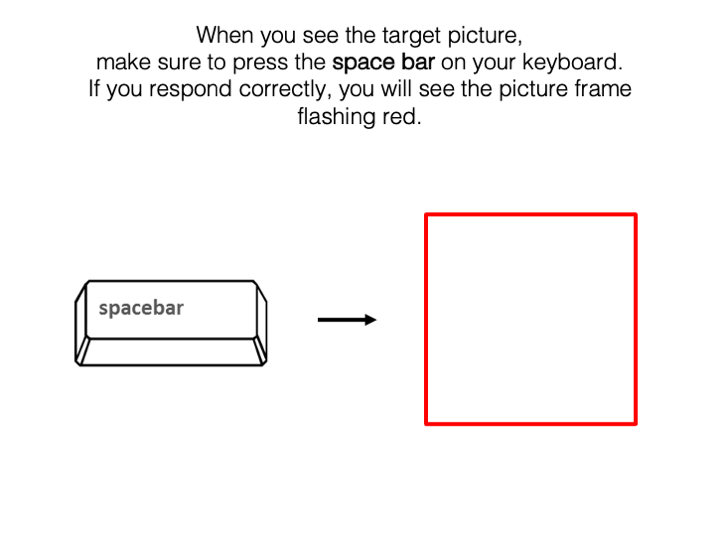 When you see the target picture,
make sure to press the space bar on your keyboard.
If you respond correctly, you will see the picture frame
flashing red.
spacebar